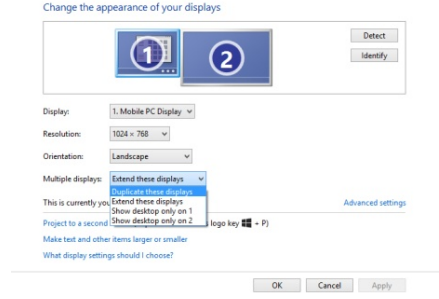 Change the appearance of your displays
1
2
Detect
Identify
Display: 1. Mobile PC Display
Resolution: 1024 × 768
Orientation: Landscape
Multiple displays: Extend these displays
Duplicate these displays
Extend these displays
Show desktop only on 1
Show desktop only on 2
This is currently you
Advanced settings
Project to a second s logo key + P)
Make text and other items larger or smaller
What display settings should I choose?
OK Cancel Apply